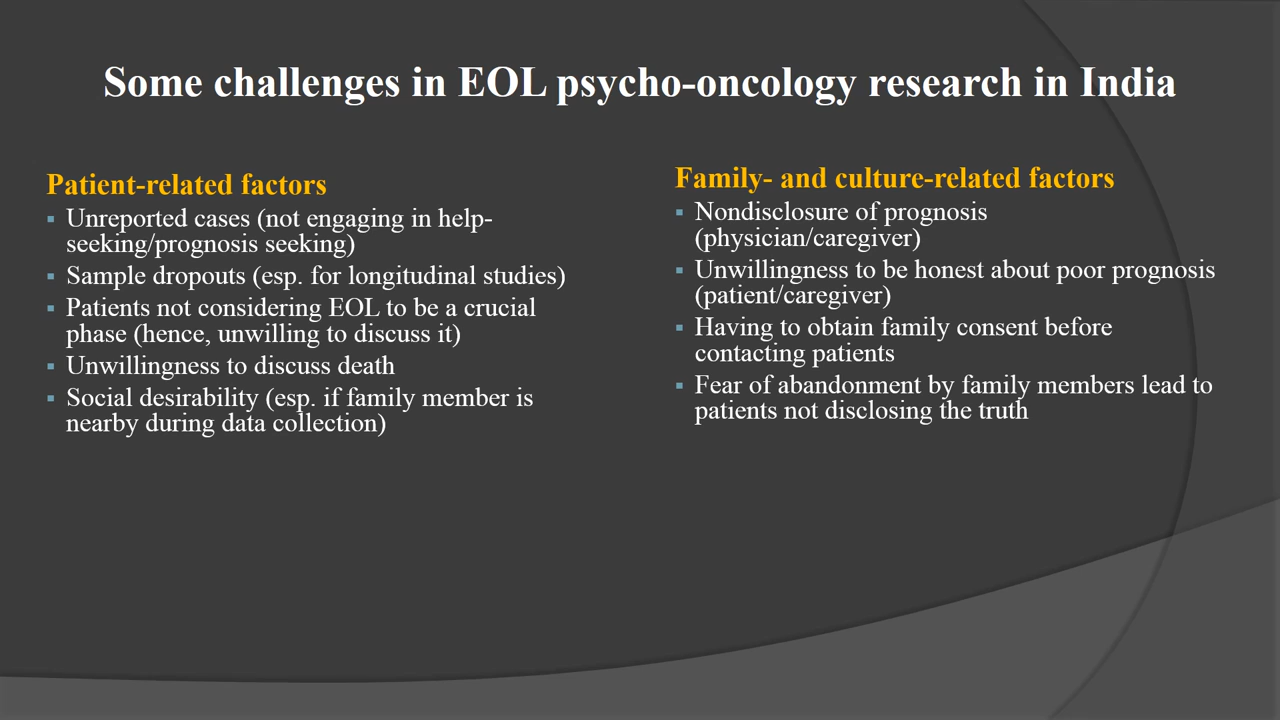 Some challenges in EOL psycho-oncology research in India
Patient-related factors
▪ Unreported cases (not engaging in help-
seeking/prognosis seeking)
▪ Sample dropouts (esp. for longitudinal studies)
▪ Patients not considering EOL to be a crucial
phase (hence, unwilling to discuss it)
▪ Unwillingness to discuss death
▪ Social desirability (esp. if family member is
nearby during data collection)
Family- and culture-related factors
▪ Nondisclosure of prognosis
(physician/caregiver)
▪ Unwillingness to be honest about poor prognosis
(patient/caregiver)
▪ Having to obtain family consent before
contacting patients
▪ Fear of abandonment by family members lead to
patients not disclosing the truth